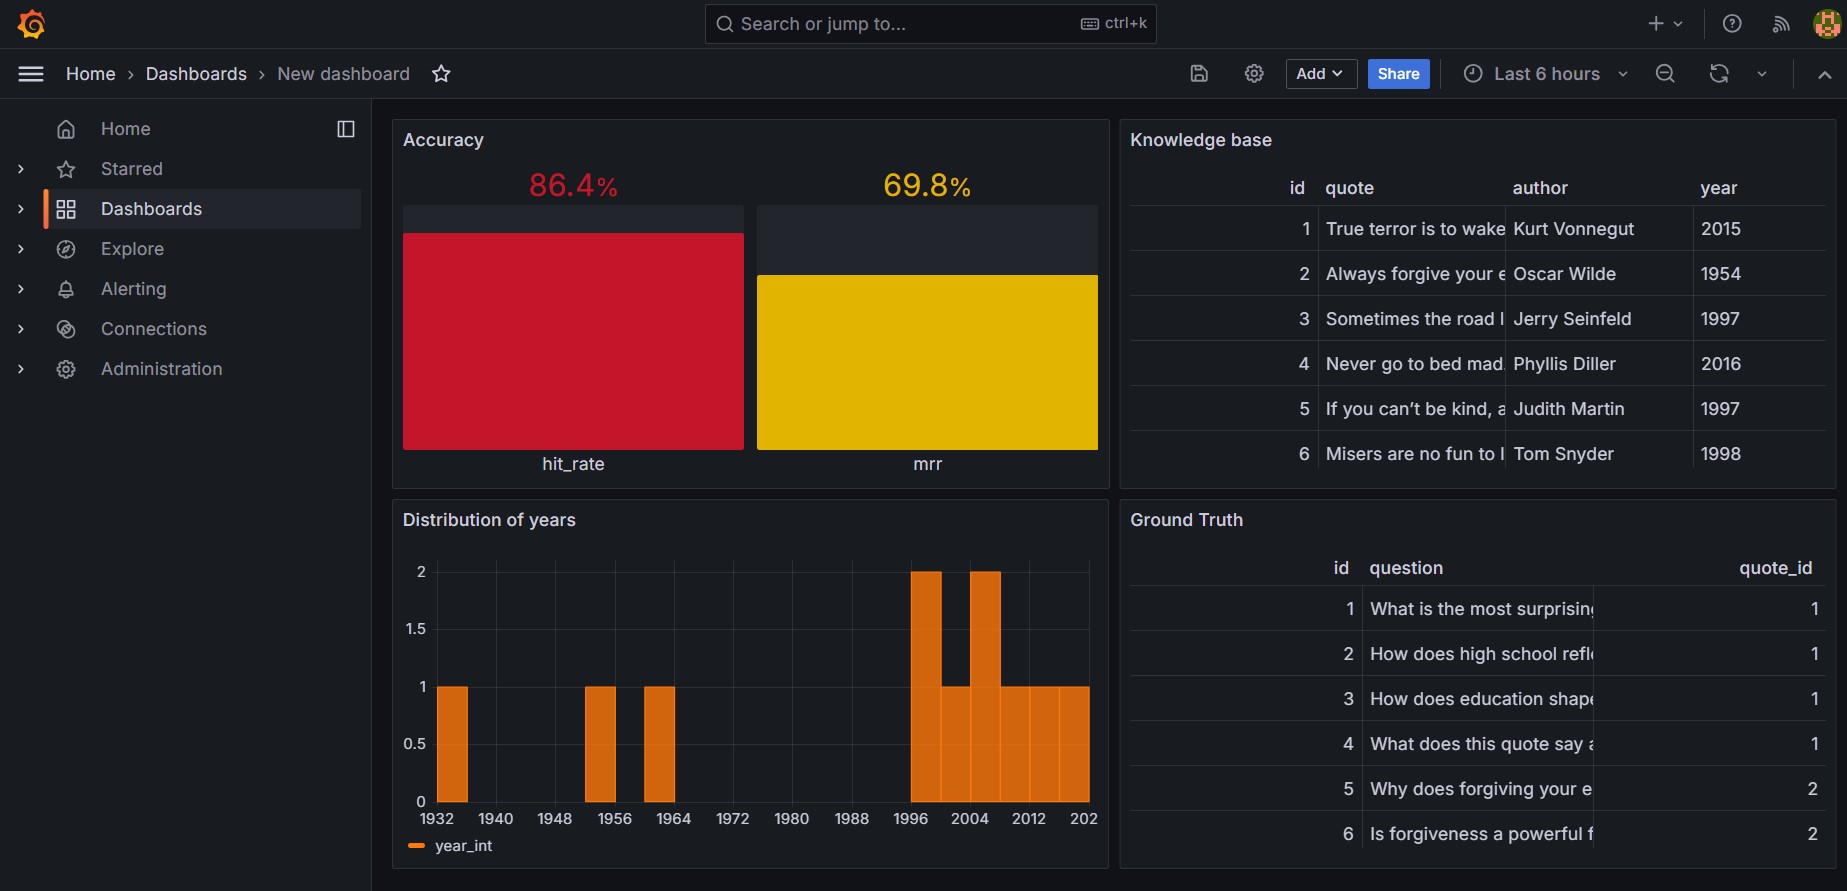 Search or jump to...
ctrl+k
Home
Dashboards
New dashboard
Add
Share
Last 6 hours
Home
Starred
Dashboards
Explore
Alerting
Connections
Administration
Accuracy
86.4% 69.8%
hit_rate mrr
Knowledge base
id quote author year
1 True terror is to wake Kurt Vonnegut 2015
2 Always forgive your e Oscar Wilde 1954
3 Sometimes the road l Jerry Seinfeld 1997
4 Never go to bed mad. Phyllis Diller 2016
5 If you can’t be kind, a Judith Martin 1997
6 Misers are no fun to l Tom Snyder 1998
Distribution of years
2
1.5
1
0.5
0
1932 1940 1948 1956 1964 1972 1980 1988 1996 2004 2012 202
year_int
Ground Truth
id question quote_id
1 What is the most surprising 1
2 How does high school refle 1
3 How does education shape 1
4 What does this quote say a 1
5 Why does forgiving your e 2
6 Is forgiveness a powerful f 2